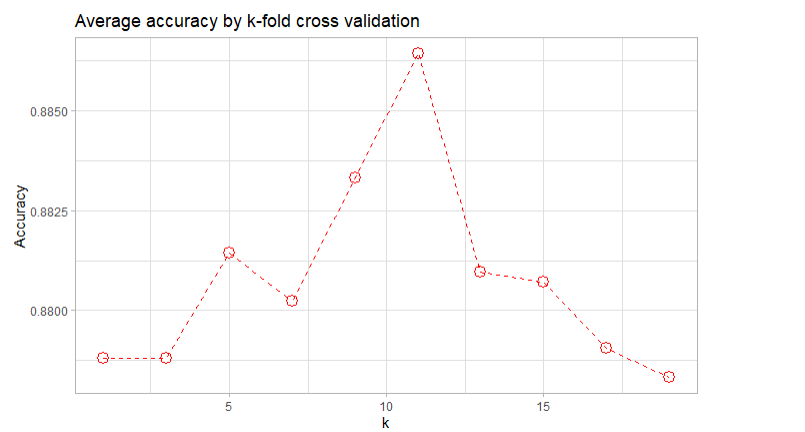 Average accuracy by k-fold cross validation
0.8850
0.8825
0.8800
Accuracy
5 10 15
k